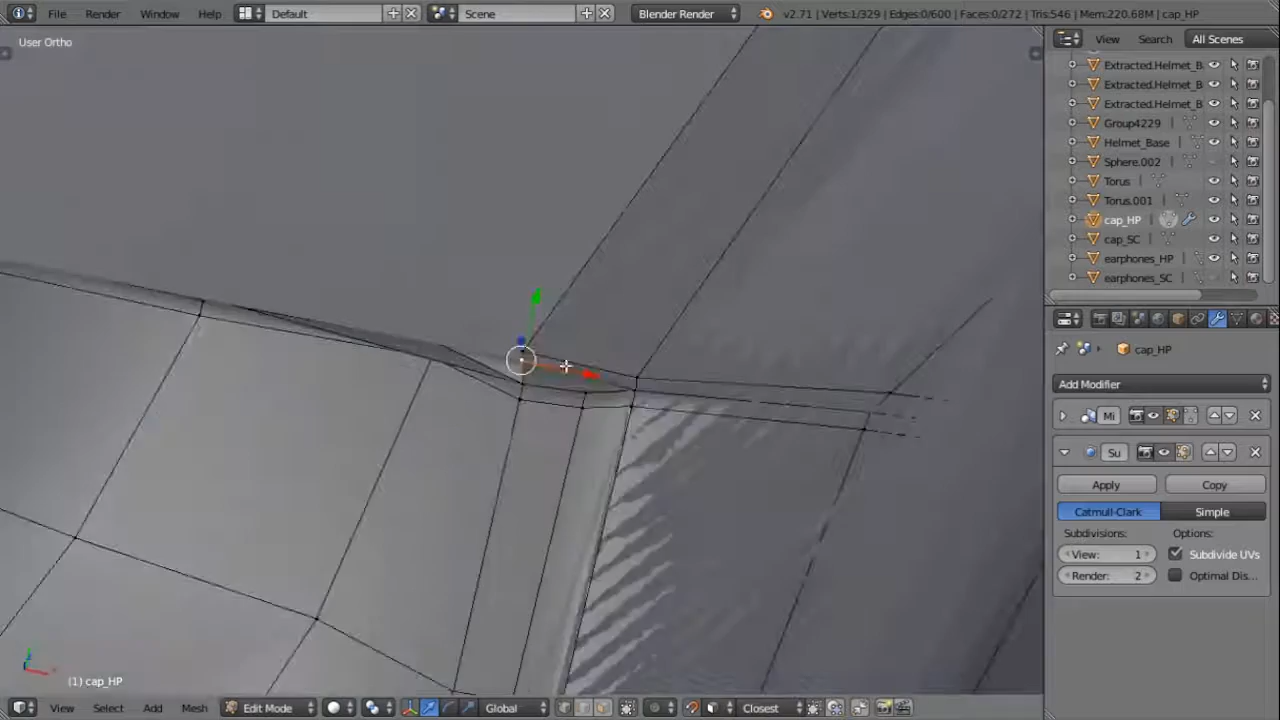 File Render Window Help Default Scene Blender Render v2.71 | Verts:1/329 | Edges:0/600 | Faces:0/272 | Tris:546 | Mem:220.68M | cap_HP
User Ortho
View Search All Scenes
Extracted.Helmet_B
Extracted.Helmet_B
Extracted.Helmet_B
Group4229
Helmet_Base
Sphere.002
Torus
Torus.001
cap_HP
cap_SC
earphones_HP
earphones_SC
cap_HP
Add Modifier
Mi
Su
Apply Copy
Catmull-Clark Simple
Subdivisions: Options:
View: 1 Subdivide UVs
Render: 2 Optimal Dis...
(1) cap_HP
View Select Add Mesh Edit Mode Global Closest